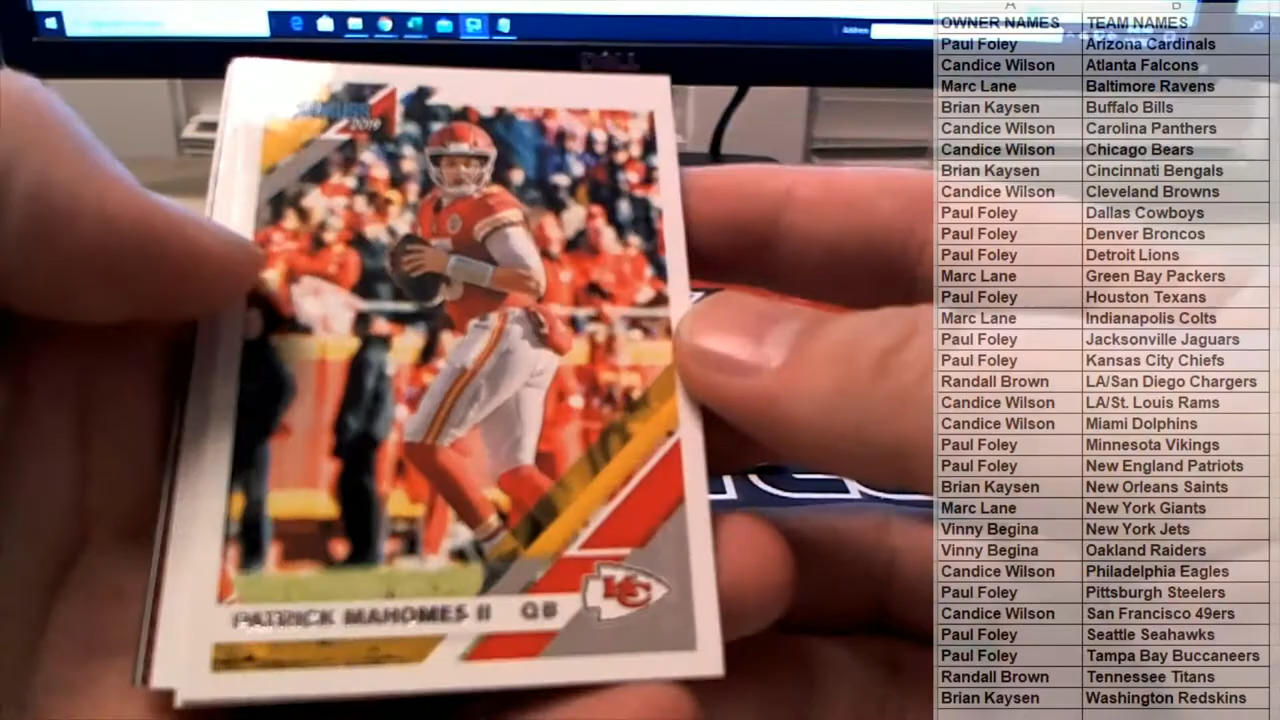 DONRUSS
2019
PATRICK MAHOMES II QB
KC
DELL
A B
OWNER NAMES TEAM NAMES
Paul Foley Arizona Cardinals
Candice Wilson Atlanta Falcons
Marc Lane Baltimore Ravens
Brian Kaysen Buffalo Bills
Candice Wilson Carolina Panthers
Candice Wilson Chicago Bears
Brian Kaysen Cincinnati Bengals
Candice Wilson Cleveland Browns
Paul Foley Dallas Cowboys
Paul Foley Denver Broncos
Paul Foley Detroit Lions
Marc Lane Green Bay Packers
Paul Foley Houston Texans
Marc Lane Indianapolis Colts
Paul Foley Jacksonville Jaguars
Paul Foley Kansas City Chiefs
Randall Brown LA/San Diego Chargers
Candice Wilson LA/St. Louis Rams
Candice Wilson Miami Dolphins
Paul Foley Minnesota Vikings
Paul Foley New England Patriots
Brian Kaysen New Orleans Saints
Marc Lane New York Giants
Vinny Begina New York Jets
Vinny Begina Oakland Raiders
Candice Wilson Philadelphia Eagles
Paul Foley Pittsburgh Steelers
Candice Wilson San Francisco 49ers
Paul Foley Seattle Seahawks
Paul Foley Tampa Bay Buccaneers
Randall Brown Tennessee Titans
Brian Kaysen Washington Redskins